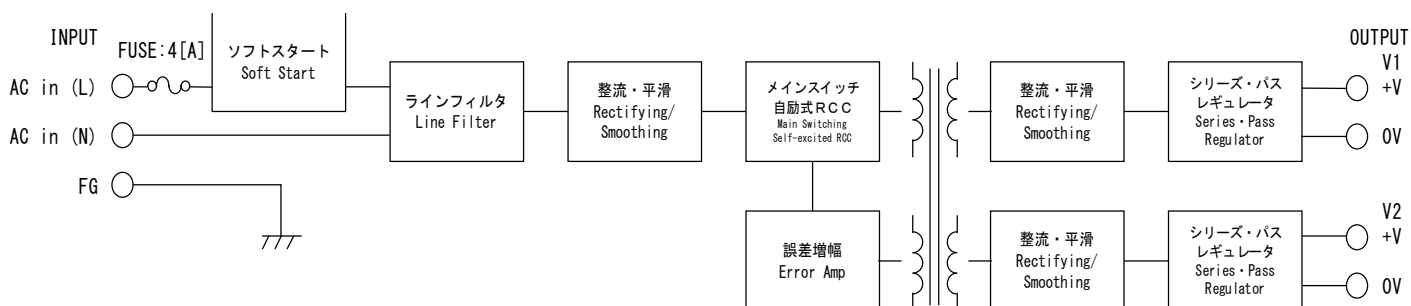 INPUT
FUSE:4[A]
ソフトスタート
Soft Start
AC in (L)
AC in (N)
FG
ラインフィルタ
Line Filter
整流・平滑
Rectifying/
Smoothing
メインスイッチ
自励式RCC
Main Switching
Self-excited RCC
誤差増幅
Error Amp
整流・平滑
Rectifying/
Smoothing
シリーズ・パス
レギュレータ
Series・Pass
Regulator
OUTPUT
V1
+V
0V
整流・平滑
Rectifying/
Smoothing
シリーズ・パス
レギュレータ
Series・Pass
Regulator
V2
+V
0V